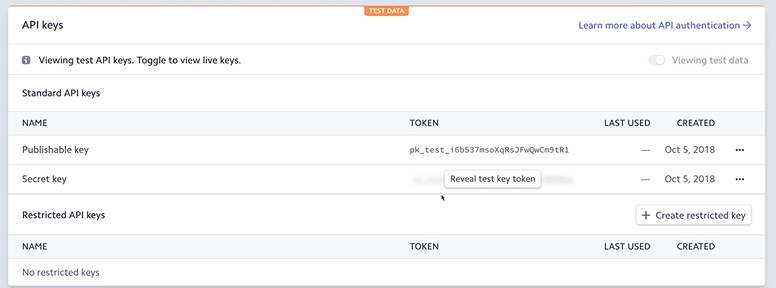 TEST DATA
API keys
Learn more about API authentication →
Viewing test API keys. Toggle to view live keys.
Viewing test data
Standard API keys
NAME TOKEN LAST USED CREATED
Publishable key pk_test_i6b537msoXqRsJFwQwCm9tR1 — Oct 5, 2018 •••
Secret key Reveal test key token — Oct 5, 2018 •••
Restricted API keys
+ Create restricted key
NAME TOKEN LAST USED CREATED
No restricted keys